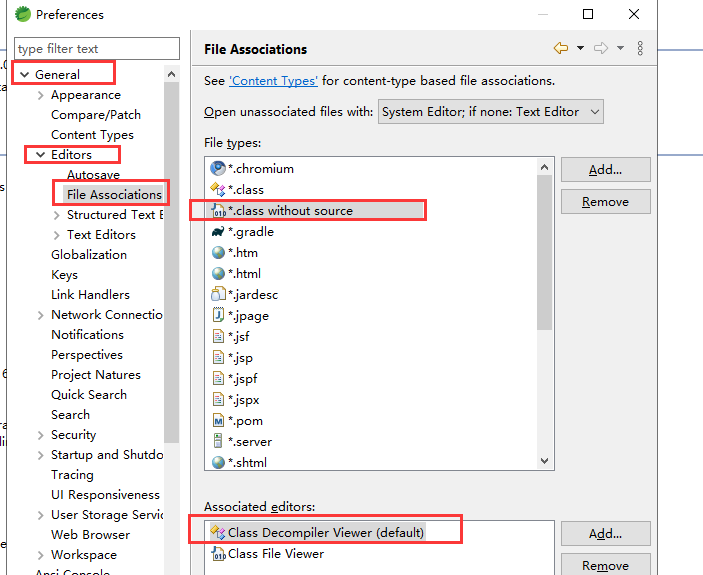 Preferences
type filter text
General
Appearance
Compare/Patch
Content Types
Editors
Autosave
File Associations
Structured Text E
Text Editors
Globalization
Keys
Link Handlers
Network Connectio
Notifications
Perspectives
Project Natures
Quick Search
Search
Security
Startup and Shutdo
Tracing
UI Responsiveness
User Storage Servic
Web Browser
Workspace
Ansi Console
File Associations
See 'Content Types' for content-type based file associations.
Open unassociated files with: System Editor; if none: Text Editor
File types:
*.chromium
*.class
*.class without source
*.gradle
*.htm
*.html
*.jardesc
*.jpage
*.jsf
*.jsp
*.jspf
*.jspx
*.pom
*.server
*.shtml
Add...
Remove
Associated editors:
Class Decompiler Viewer (default)
Class File Viewer
Add...
Remove